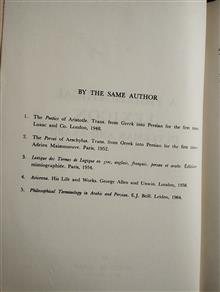 BY THE SAME AUTHOR
1. The Poetics of Aristotle. Trans. from Greek into Persian for the first time.
Luzac and Co. London, 1948.
2. The Persai of Aeschylus. Trans. from Greek into Persian for the first time.
Adrien Maisonneuve. Paris, 1952.
3. Lexique des Termes de Logique en grec, anglais, français, persan et arabe. Édition
miméographiée. Paris, 1954.
4. Avicenna. His Life and Works. George Allen and Unwin. London, 1958.
5. Philosophical Terminology in Arabic and Persian. E.J. Brill. Leiden, 1964.